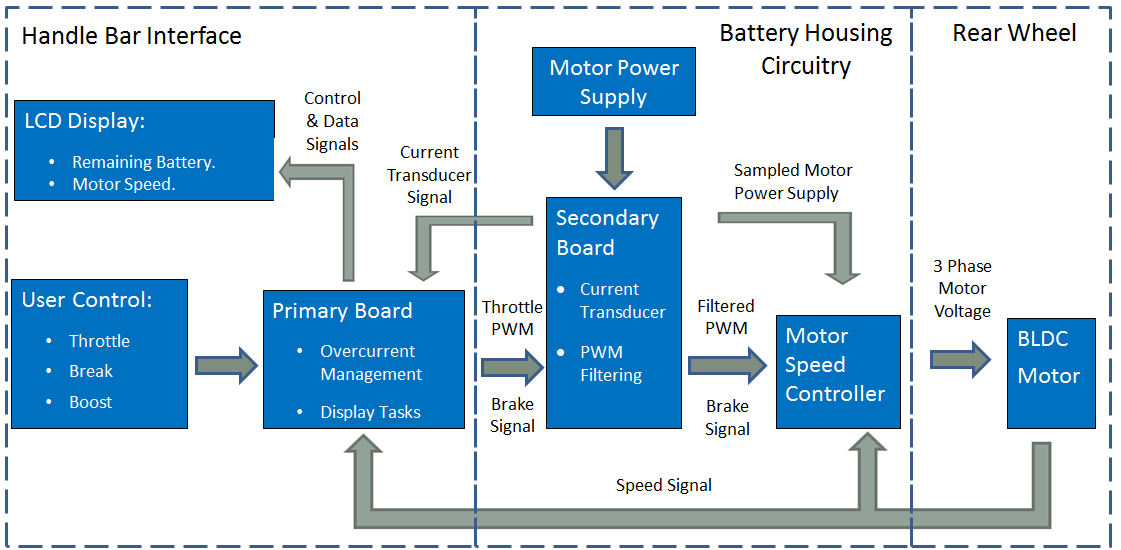 Handle Bar Interface
Battery Housing
Circuitry
Rear Wheel
LCD Display:
• Remaining Battery.
• Motor Speed.
Control
& Data
Signals
Current
Transducer
Signal
Motor Power
Supply
Sampled Motor
Power Supply
User Control:
• Throttle
• Break
• Boost
Primary Board
• Overcurrent
Management
• Display Tasks
Throttle
PWM
Brake
Signal
Secondary
Board
• Current
Transducer
• PWM
Filtering
Filtered
PWM
Brake
Signal
Motor
Speed
Controller
3 Phase
Motor
Voltage
BLDC
Motor
Speed Signal